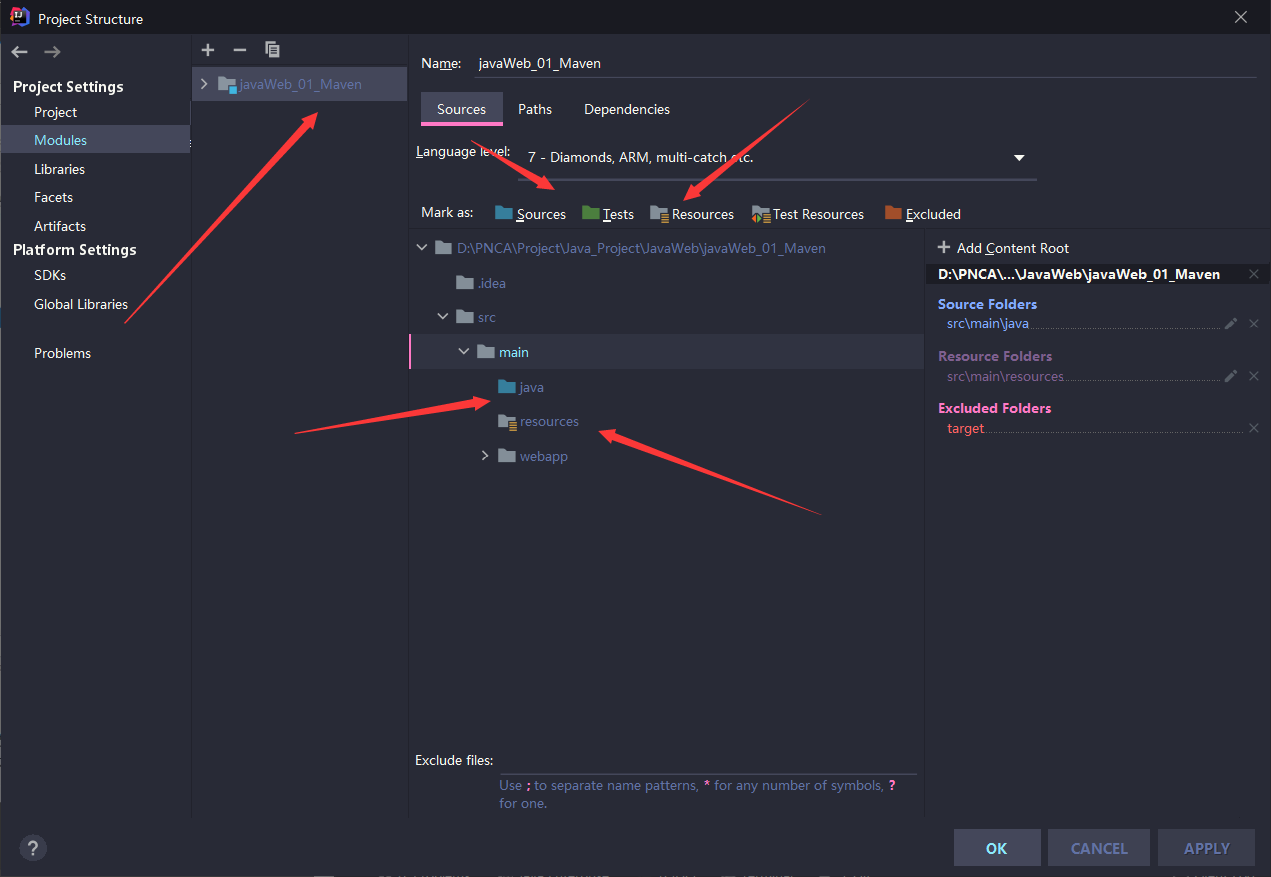 Project Structure
Project Settings
Project
Modules
Libraries
Facets
Artifacts
Platform Settings
SDKs
Global Libraries
Problems
javaWeb_01_Maven
Name: javaWeb_01_Maven
Sources Paths Dependencies
Language level: 7 - Diamonds, ARM, multi-catch etc.
Mark as: Sources Tests Resources Test Resources Excluded
D:\PNCA\Project\Java_Project\JavaWeb\javaWeb_01_Maven
.idea
src
main
java
resources
webapp
Add Content Root
D:\PNCA\...\JavaWeb\javaWeb_01_Maven
Source Folders
src\main\java
Resource Folders
src\main\resources
Excluded Folders
target
Exclude files:
Use ; to separate name patterns, * for any number of symbols, ?
for one.
?
OK CANCEL APPLY